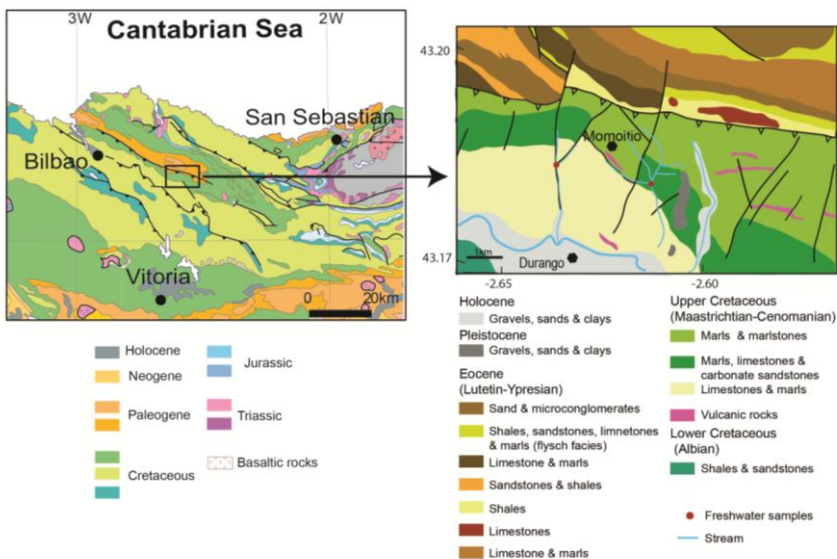 3W
Cantabrian Sea
2W
San Sebastian
Bilbao
Vitoria
0 20km
Holocene
Neogene
Paleogene
Cretaceous
Jurassic
Triassic
Basaltic rocks
43.20
Momoitio
43.17
1km
Durango
-2.65
-2.60
Holocene
Gravels, sands & clays
Pleistocene
Gravels, sands & clays
Eocene
(Lutetin-Ypresian)
Sand & microconglomerates
Shales, sandstones, limnetones
& marls (flysch facies)
Limestone & marls
Sandstones & shales
Shales
Limestones
Limestone & marls
Upper Cretaceous
(Maastrichtian-Cenomanian)
Marls & marlstones
Marls, limestones &
carbonate sandstones
Limestones & marls
Vulcanic rocks
Lower Cretaceous
(Albian)
Shales & sandstones
Freshwater samples
Stream